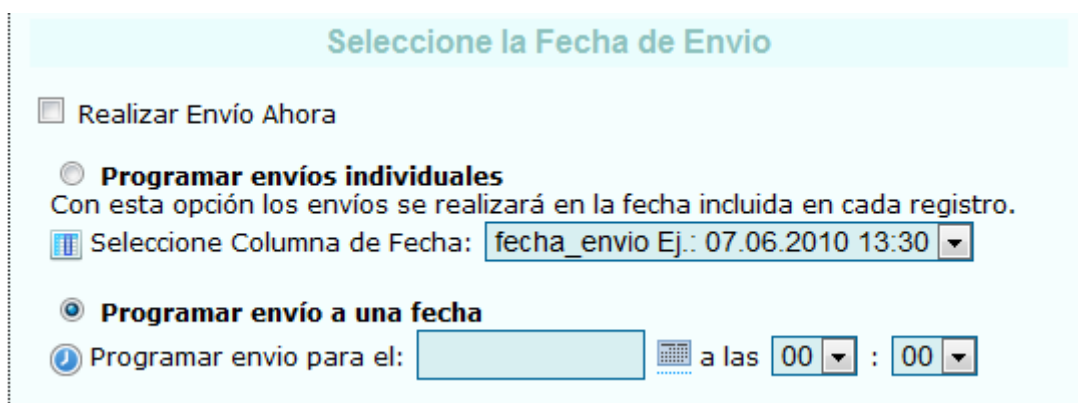 Seleccione la Fecha de Envio
Realizar Envío Ahora
Programar envíos individuales
Con esta opción los envíos se realizará en la fecha incluida en cada registro.
Seleccione Columna de Fecha: fecha_envio Ej.: 07.06.2010 13:30
Programar envío a una fecha
Programar envio para el: a las 00 : 00